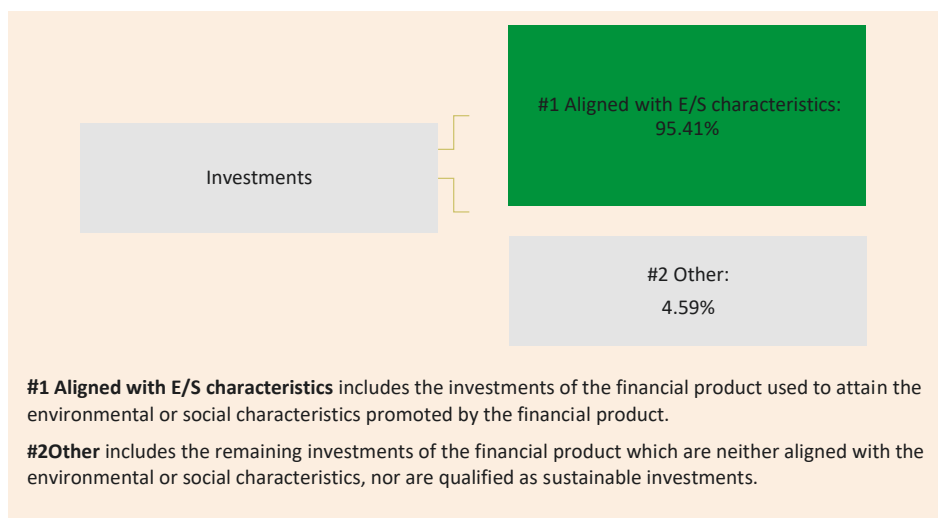 #1 Aligned with E/S characteristics:
95.41%
Investments
#2 Other:
4.59%
#1 Aligned with E/S characteristics includes the investments of the financial product used to attain the
environmental or social characteristics promoted by the financial product.
#2Other includes the remaining investments of the financial product which are neither aligned with the
environmental or social characteristics, nor are qualified as sustainable investments.